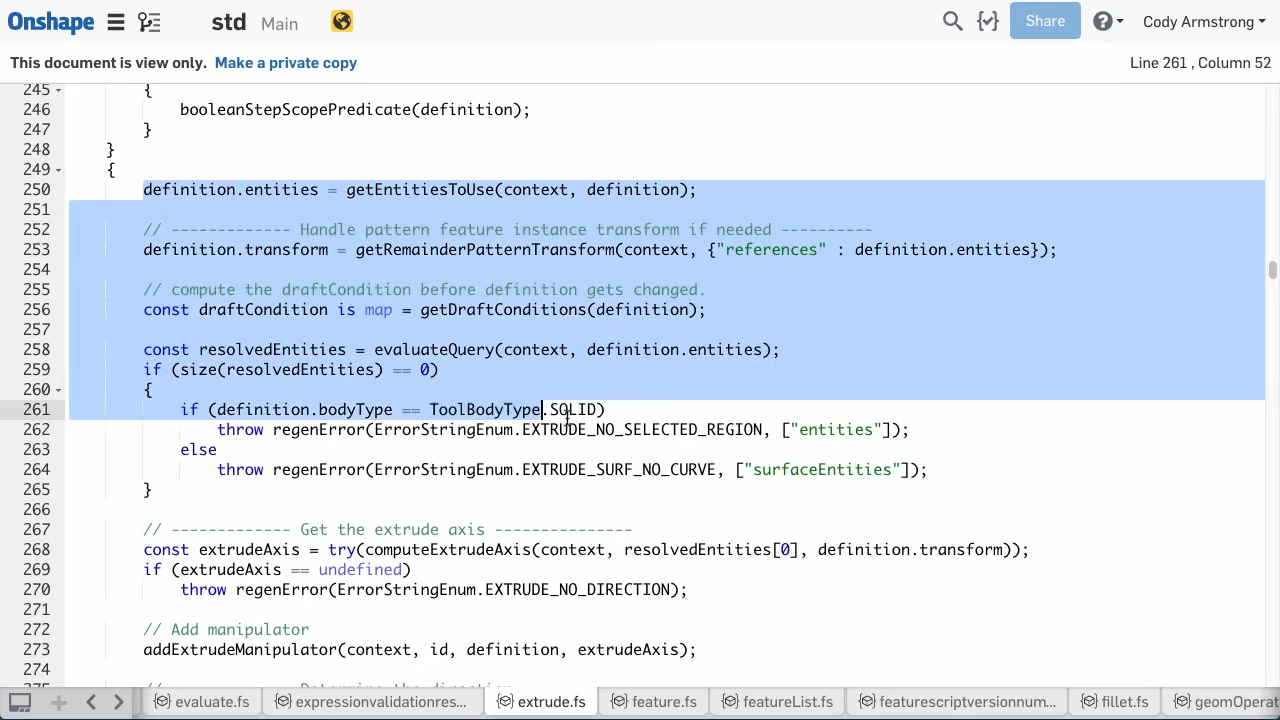 Onshape std Main Share Cody Armstrong
This document is view only. Make a private copy Line 261 , Column 52
245 {
246 booleanStepScopePredicate(definition);
247 }
248 }
249 {
250 definition.entities = getEntitiesToUse(context, definition);
251
252 // ------------- Handle pattern feature instance transform if needed ----------
253 definition.transform = getRemainderPatternTransform(context, {"references" : definition.entities});
254
255 // compute the draftCondition before definition gets changed.
256 const draftCondition is map = getDraftConditions(definition);
257
258 const resolvedEntities = evaluateQuery(context, definition.entities);
259 if (size(resolvedEntities) == 0)
260 {
261 if (definition.bodyType == ToolBodyType.SOLID)
262 throw regenError(ErrorStringEnum.EXTRUDE_NO_SELECTED_REGION, ["entities"]);
263 else
264 throw regenError(ErrorStringEnum.EXTRUDE_SURF_NO_CURVE, ["surfaceEntities"]);
265 }
266
267 // ------------- Get the extrude axis ---------------
268 const extrudeAxis = try(computeExtrudeAxis(context, resolvedEntities[0], definition.transform));
269 if (extrudeAxis == undefined)
270 throw regenError(ErrorStringEnum.EXTRUDE_NO_DIRECTION);
271
272 // Add manipulator
273 addExtrudeManipulator(context, id, definition, extrudeAxis);
274
evaluate.fs expressionvalidationres... extrude.fs feature.fs featureList.fs featurescriptversionnum... fillet.fs geomOperat